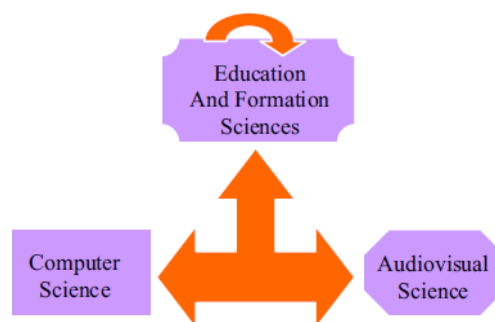 Education
And Formation
Sciences
Computer
Science
Audiovisual
Science